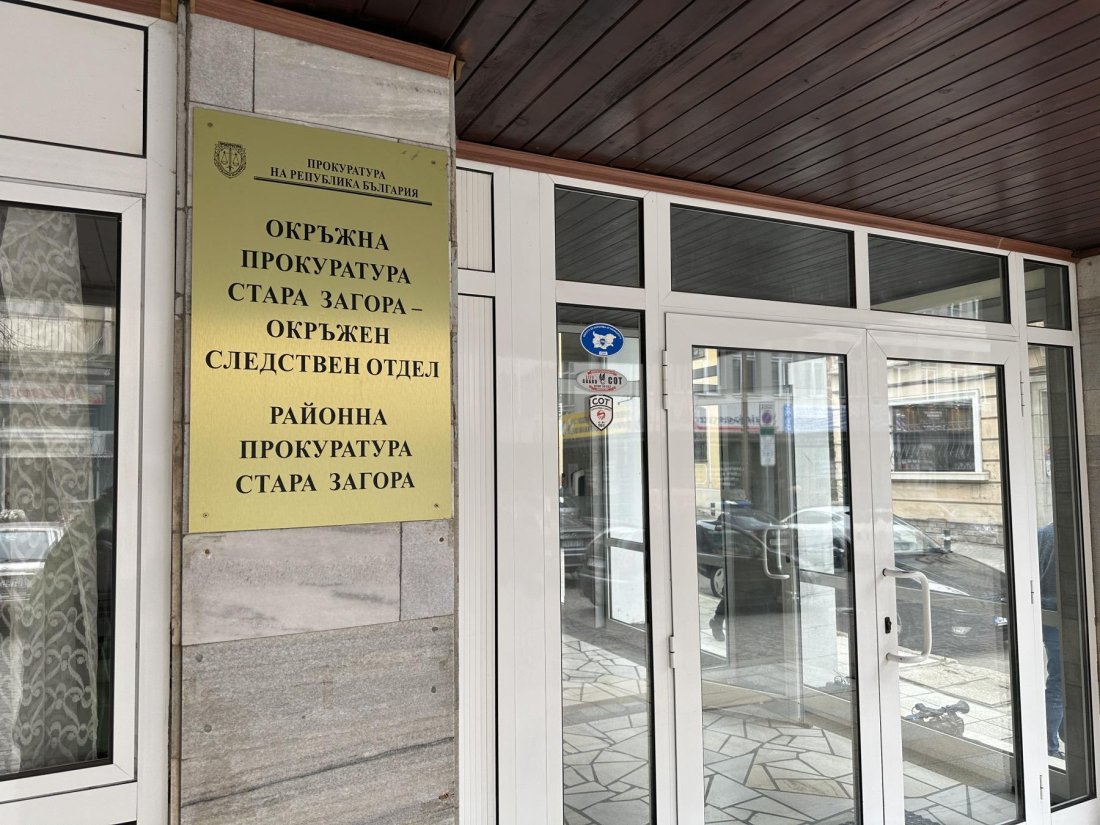 ПРОКУРАТУРА
НА РЕПУБЛИКА БЪЛГАРИЯ
ОКРЪЖНА
ПРОКУРАТУРА
СТАРА ЗАГОРА –
ОКРЪЖЕН
СЛЕДСТВЕН ОТДЕЛ
РАЙОННА
ПРОКУРАТУРА
СТАРА ЗАГОРА
СОТ
СОТ